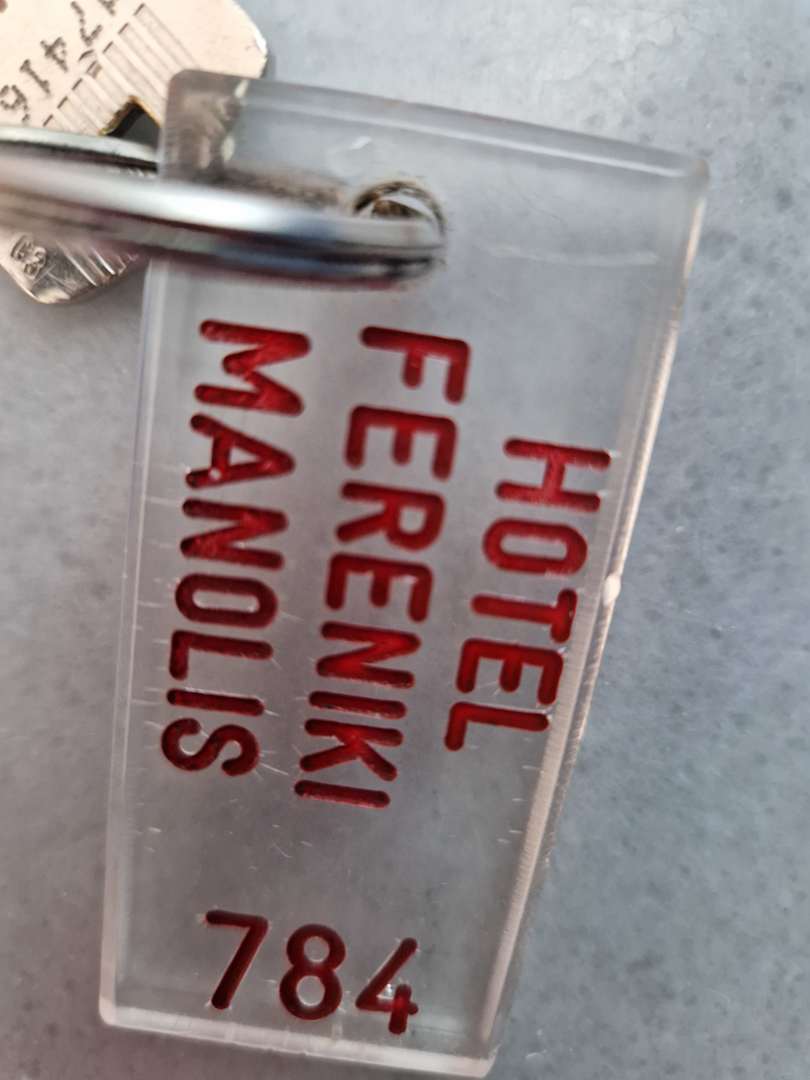 HOTEL
FERENIKI
MANOLIS
784